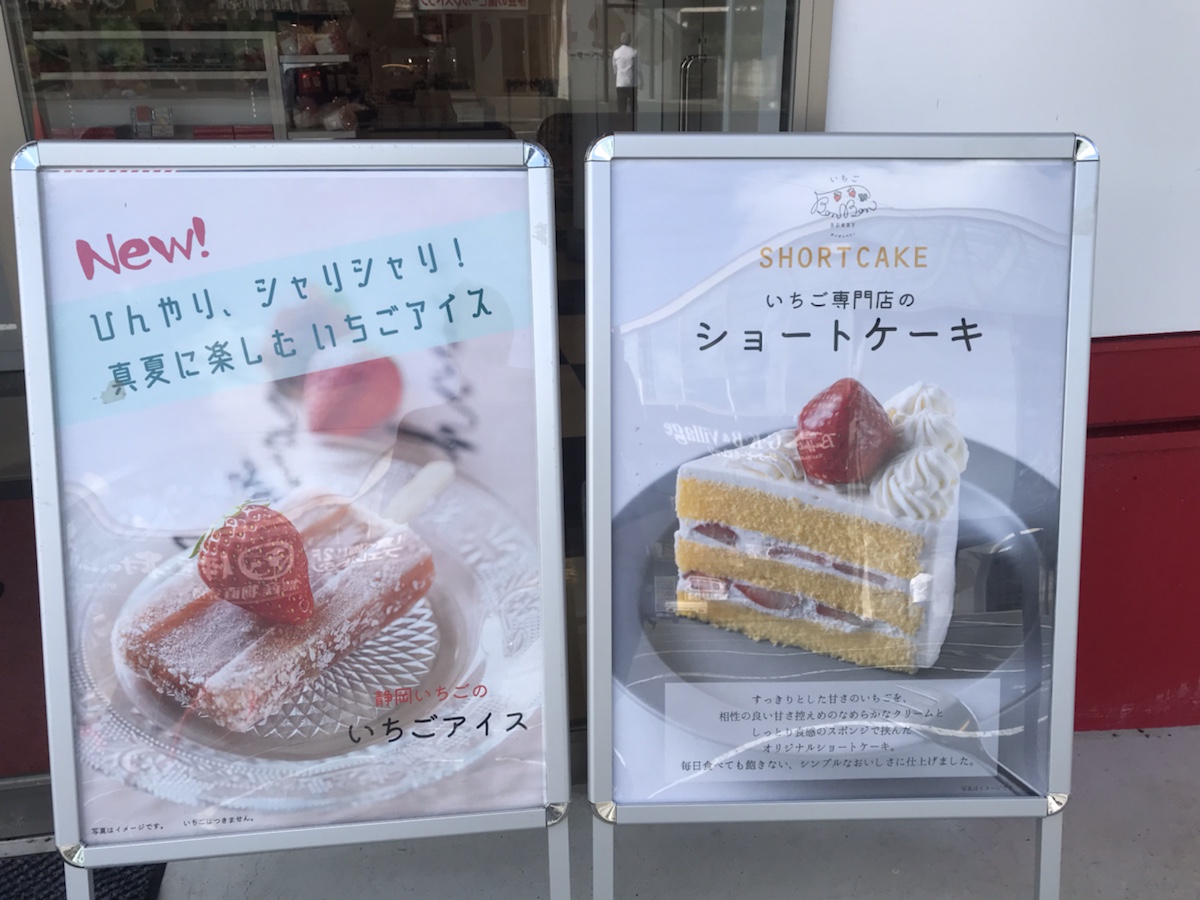 New!
ひんやり、シャリシャリ!
真夏に楽しむ いちごアイス
静岡いちごの
いちごアイス
写真はイメージです。 いちごはつきません。
いちご
BonBon
SHORTCAKE
いちご専門店の
ショートケーキ
すっきりとした甘さのいちごを、
相性の良い甘さ控えめのなめらかなクリームと
しっとり食感のスポンジで挟んだ
オリジナルショートケーキ。
毎日食べても飽きない、シンプルなおいしさに仕上げました。
写真はイメージ